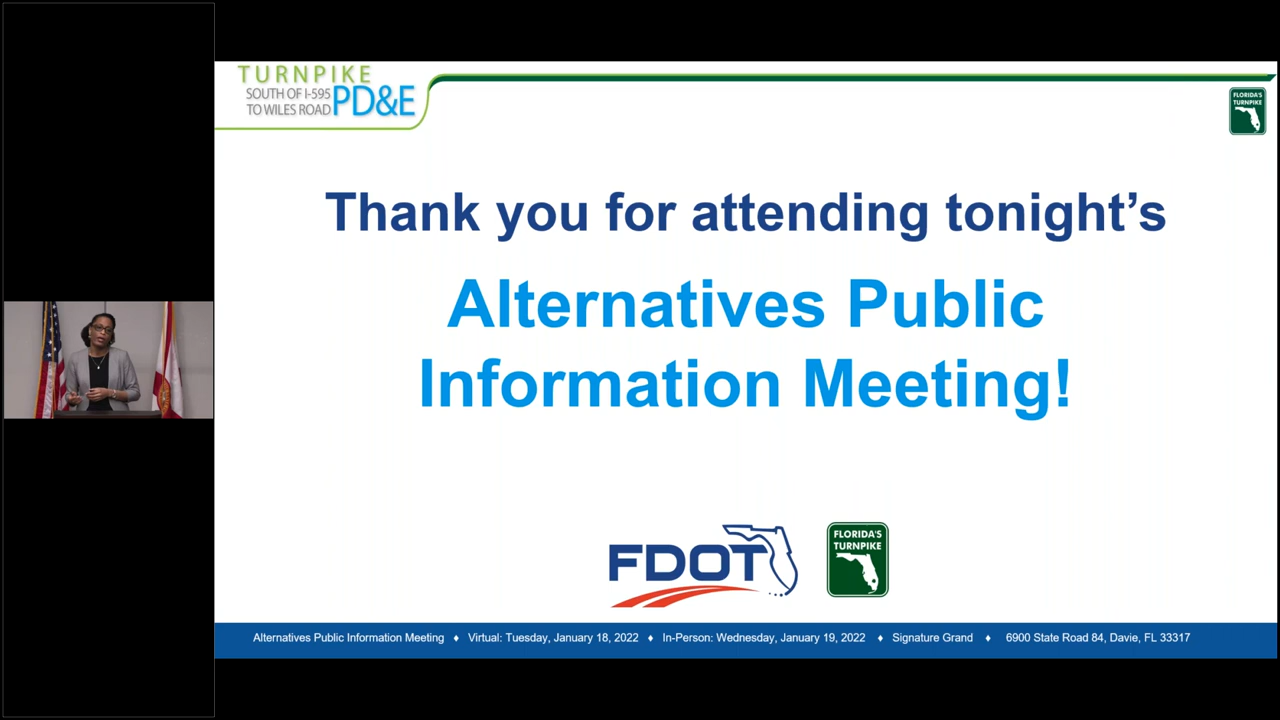 TURNPIKE
SOUTH OF I-595
TO WILES ROAD
PD&E
FLORIDA'S
TURNPIKE
Thank you for attending tonight’s
Alternatives Public
Information Meeting!
FDOT
FLORIDA'S
TURNPIKE
Alternatives Public Information Meeting ♦ Virtual: Tuesday, January 18, 2022 ♦ In-Person: Wednesday, January 19, 2022 ♦ Signature Grand ♦ 6900 State Road 84, Davie, FL 33317